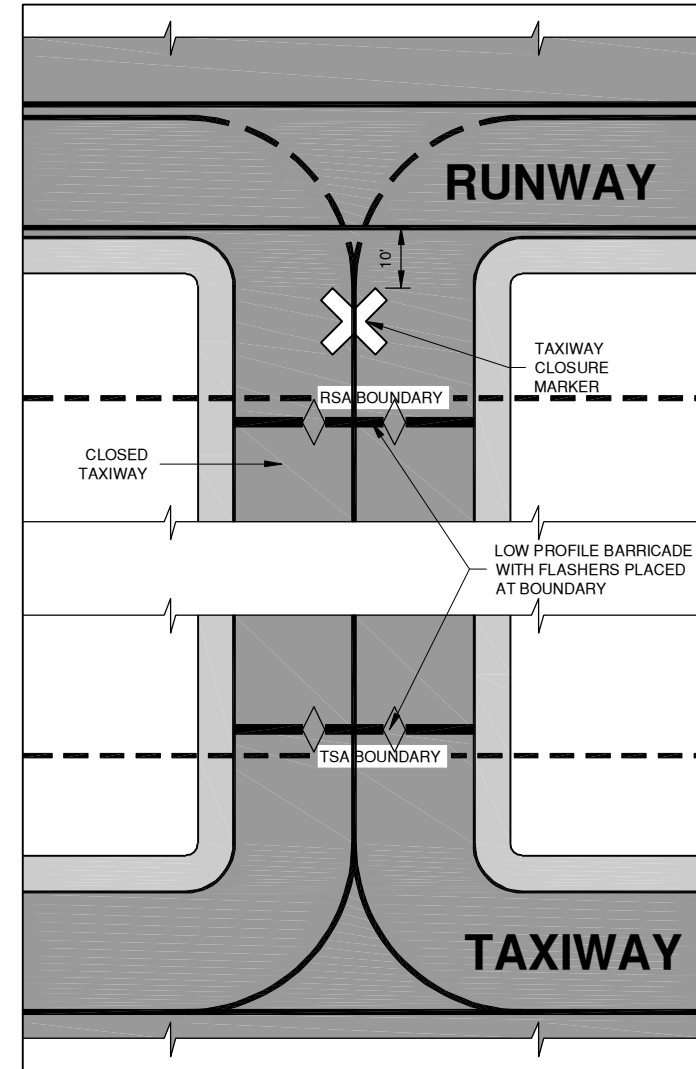 RUNWAY
10'
TAXIWAY
CLOSURE
MARKER
RSA BOUNDARY
CLOSED
TAXIWAY
LOW PROFILE BARRICADE
WITH FLASHERS PLACED
AT BOUNDARY
TSA BOUNDARY
TAXIWAY